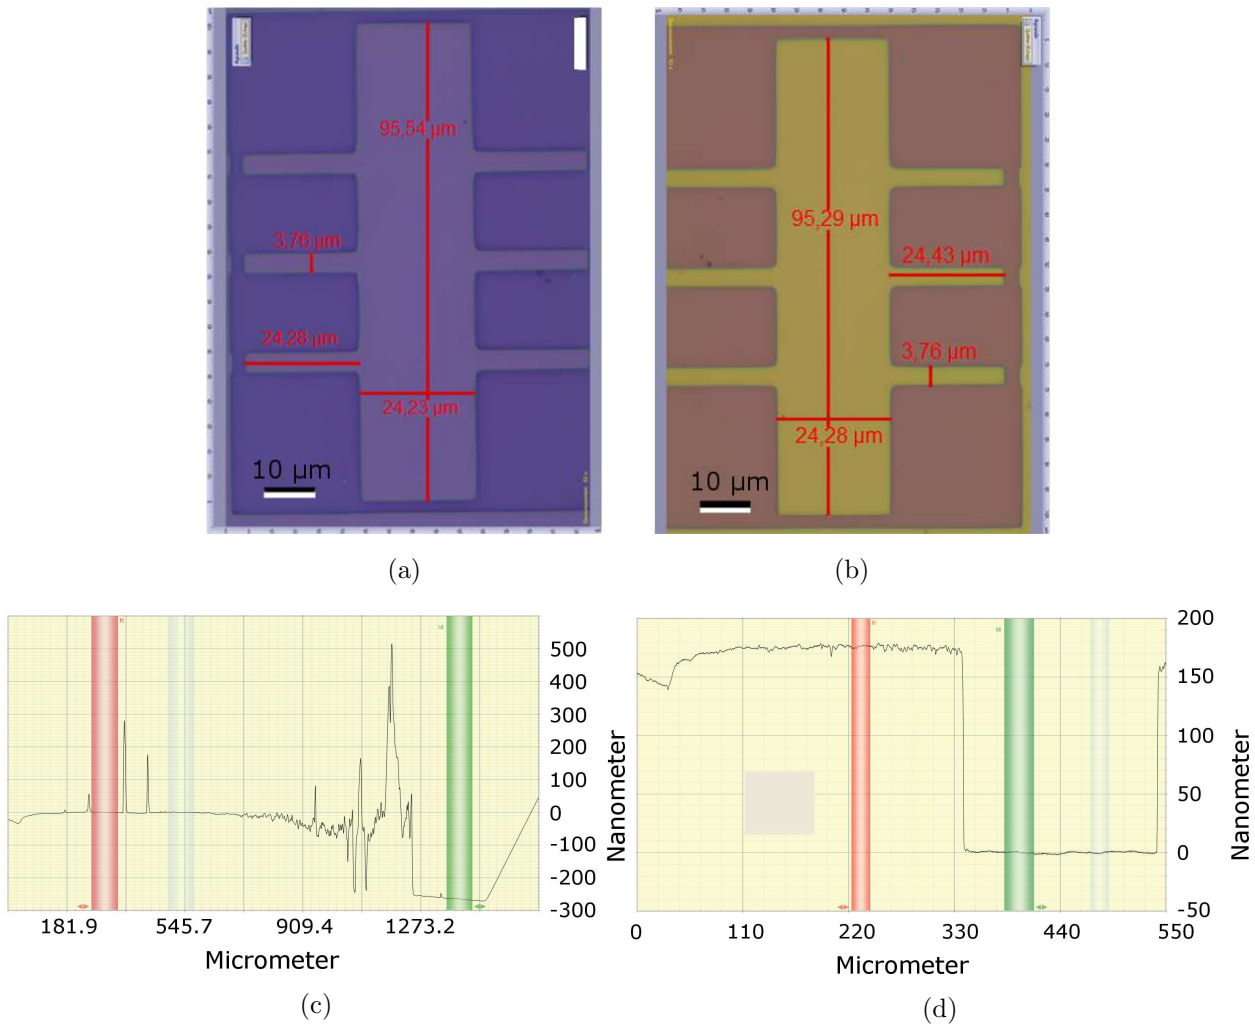 95,54 µm
3,76 µm
24,28 µm
24,23 µm
10 µm
(a)
95,29 µm
24,43 µm
3,76 µm
24,28 µm
10 µm
(b)
R
M
500
400
300
200
100
0
-100
-200
-300
Nanometer
181.9 545.7 909.4 1273.2
Micrometer
(c)
R
M
200
150
100
50
0
-50
Nanometer
0 110 220 330 440 550
Micrometer
(d)